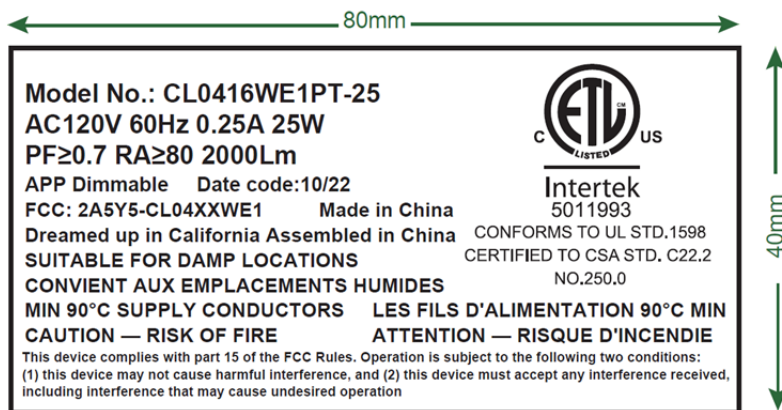 80mm
Model No.: CL0416WE1PT-25
AC120V 60Hz 0.25A 25W
PF≥0.7 RA≥80 2000Lm
APP Dimmable Date code:10/22
FCC: 2A5Y5-CL04XXWE1 Made in China
Dreamed up in California Assembled in China
SUITABLE FOR DAMP LOCATIONS
CONVIENT AUX EMPLACEMENTS HUMIDES
MIN 90°C SUPPLY CONDUCTORS LES FILS D'ALIMENTATION 90°C MIN
CAUTION — RISK OF FIRE ATTENTION — RISQUE D'INCENDIE
This device complies with part 15 of the FCC Rules. Operation is subject to the following two conditions:
(1) this device may not cause harmful interference, and (2) this device must accept any interference received,
including interference that may cause undesired operation
ETL CM
C US
LISTED
Intertek
5011993
CONFORMS TO UL STD.1598
CERTIFIED TO CSA STD. C22.2
NO.250.0
40mm